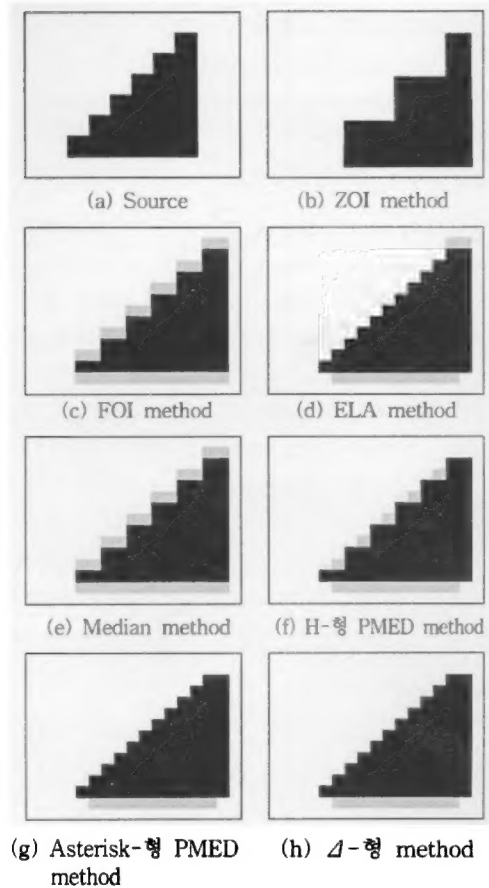 (a) Source
(b) ZOI method
(c) FOI method
(d) ELA method
(e) Median method
(f) H-형 PMED method
(g) Asterisk-형 PMED method
(h) ⊿-형 method